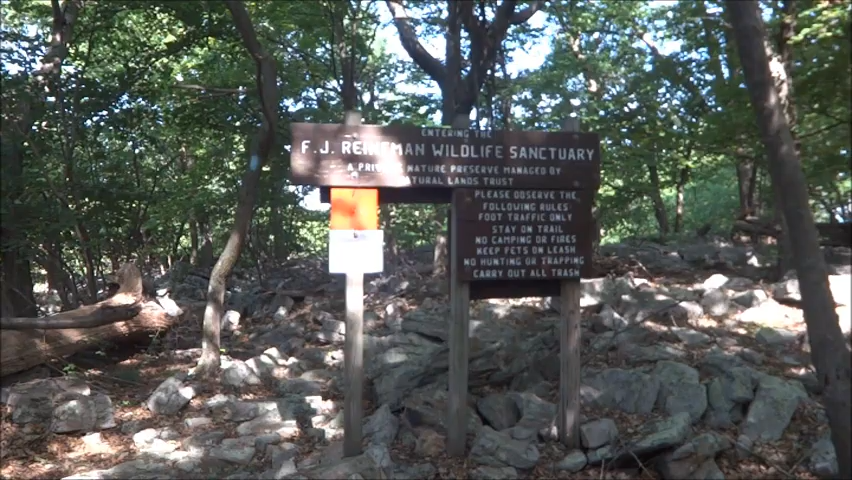 ENTERING THE
F.J. REINEMAN WILDLIFE SANCTUARY
A PRIVATE NATURE PRESERVE MANAGED BY
NATURAL LANDS TRUST
PLEASE OBSERVE THE
FOLLOWING RULES
FOOT TRAFFIC ONLY
STAY ON TRAIL
NO CAMPING OR FIRES
KEEP PETS ON LEASH
NO HUNTING OR TRAPPING
CARRY OUT ALL TRASH